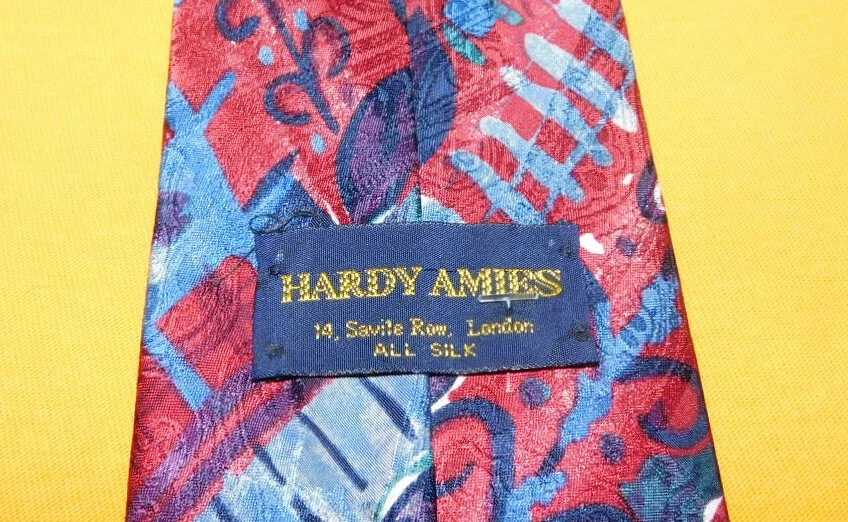 HARDY AMIES
14, Savile Row, London
ALL SILK